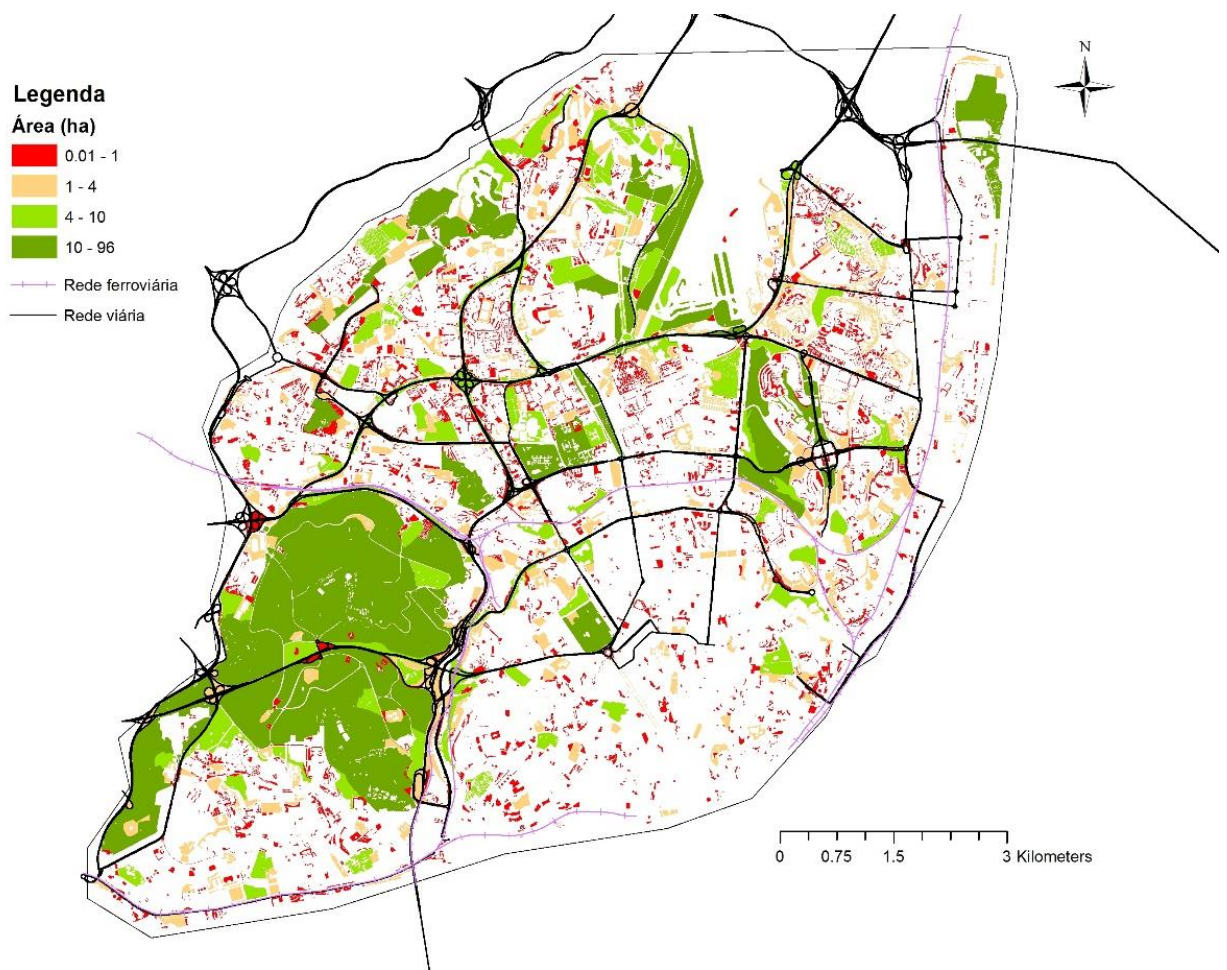 Legenda
Área (ha)
0.01 - 1
1 - 4
4 - 10
10 - 96
Rede ferroviária
Rede viária
N
0 0.75 1.5 3 Kilometers